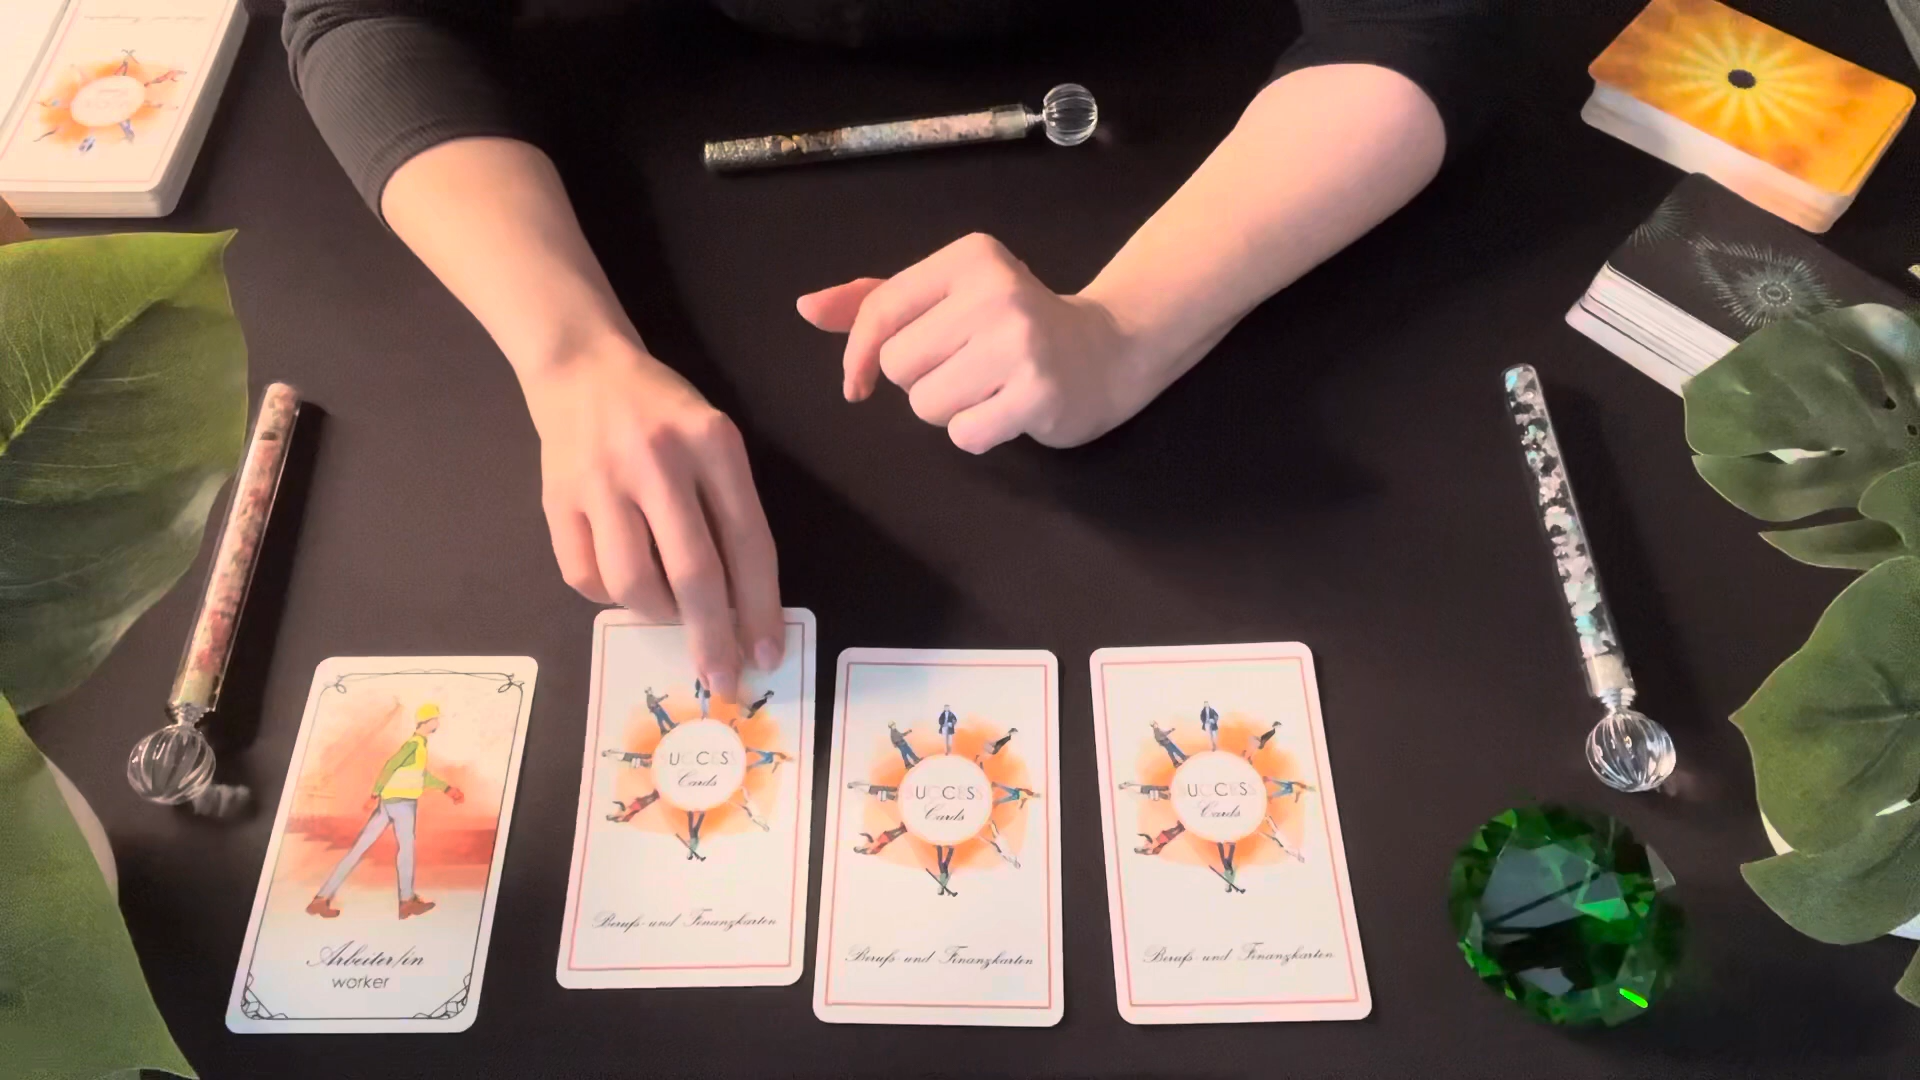 Arbeiter/in
worker
SUCCESS
Cards
Berufs- und Finanzkarten
SUCCESS
Cards
Berufs- und Finanzkarten
SUCCESS
Cards
Berufs- und Finanzkarten